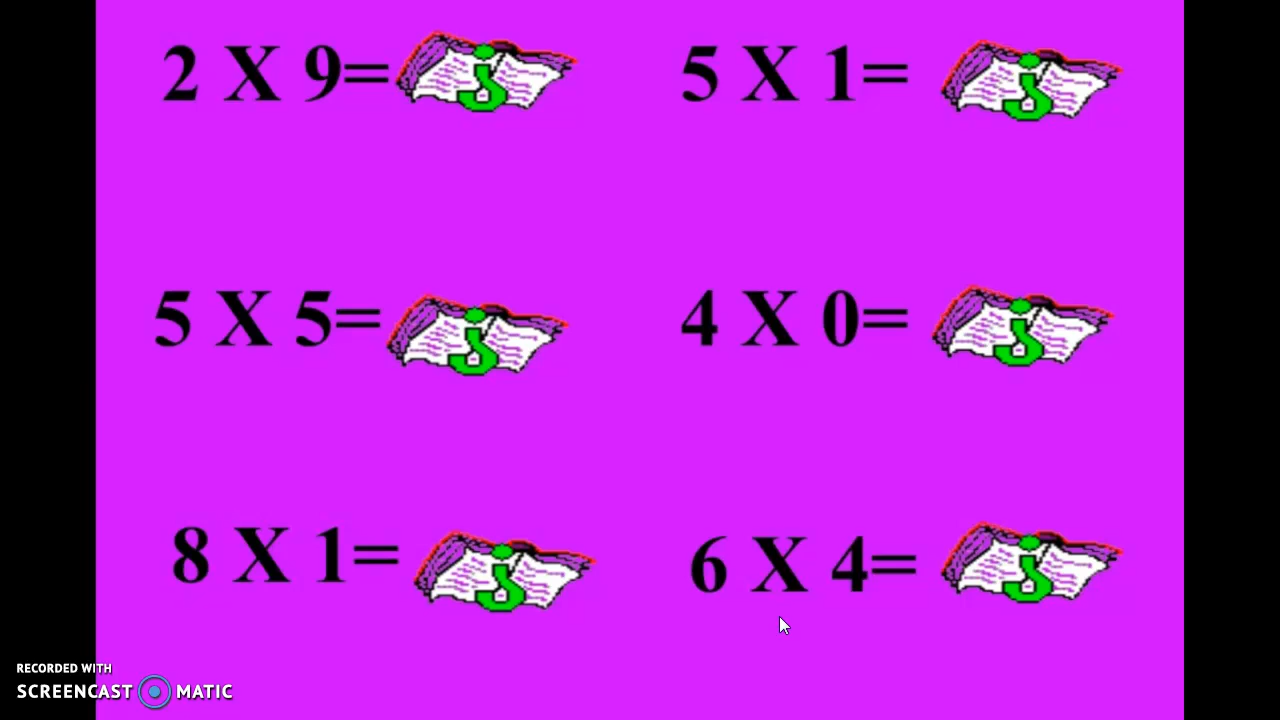 2 X 9=
5 X 1=
5 X 5=
4 X 0=
8 X 1=
6 X 4=
RECORDED WITH
SCREENCAST MATIC